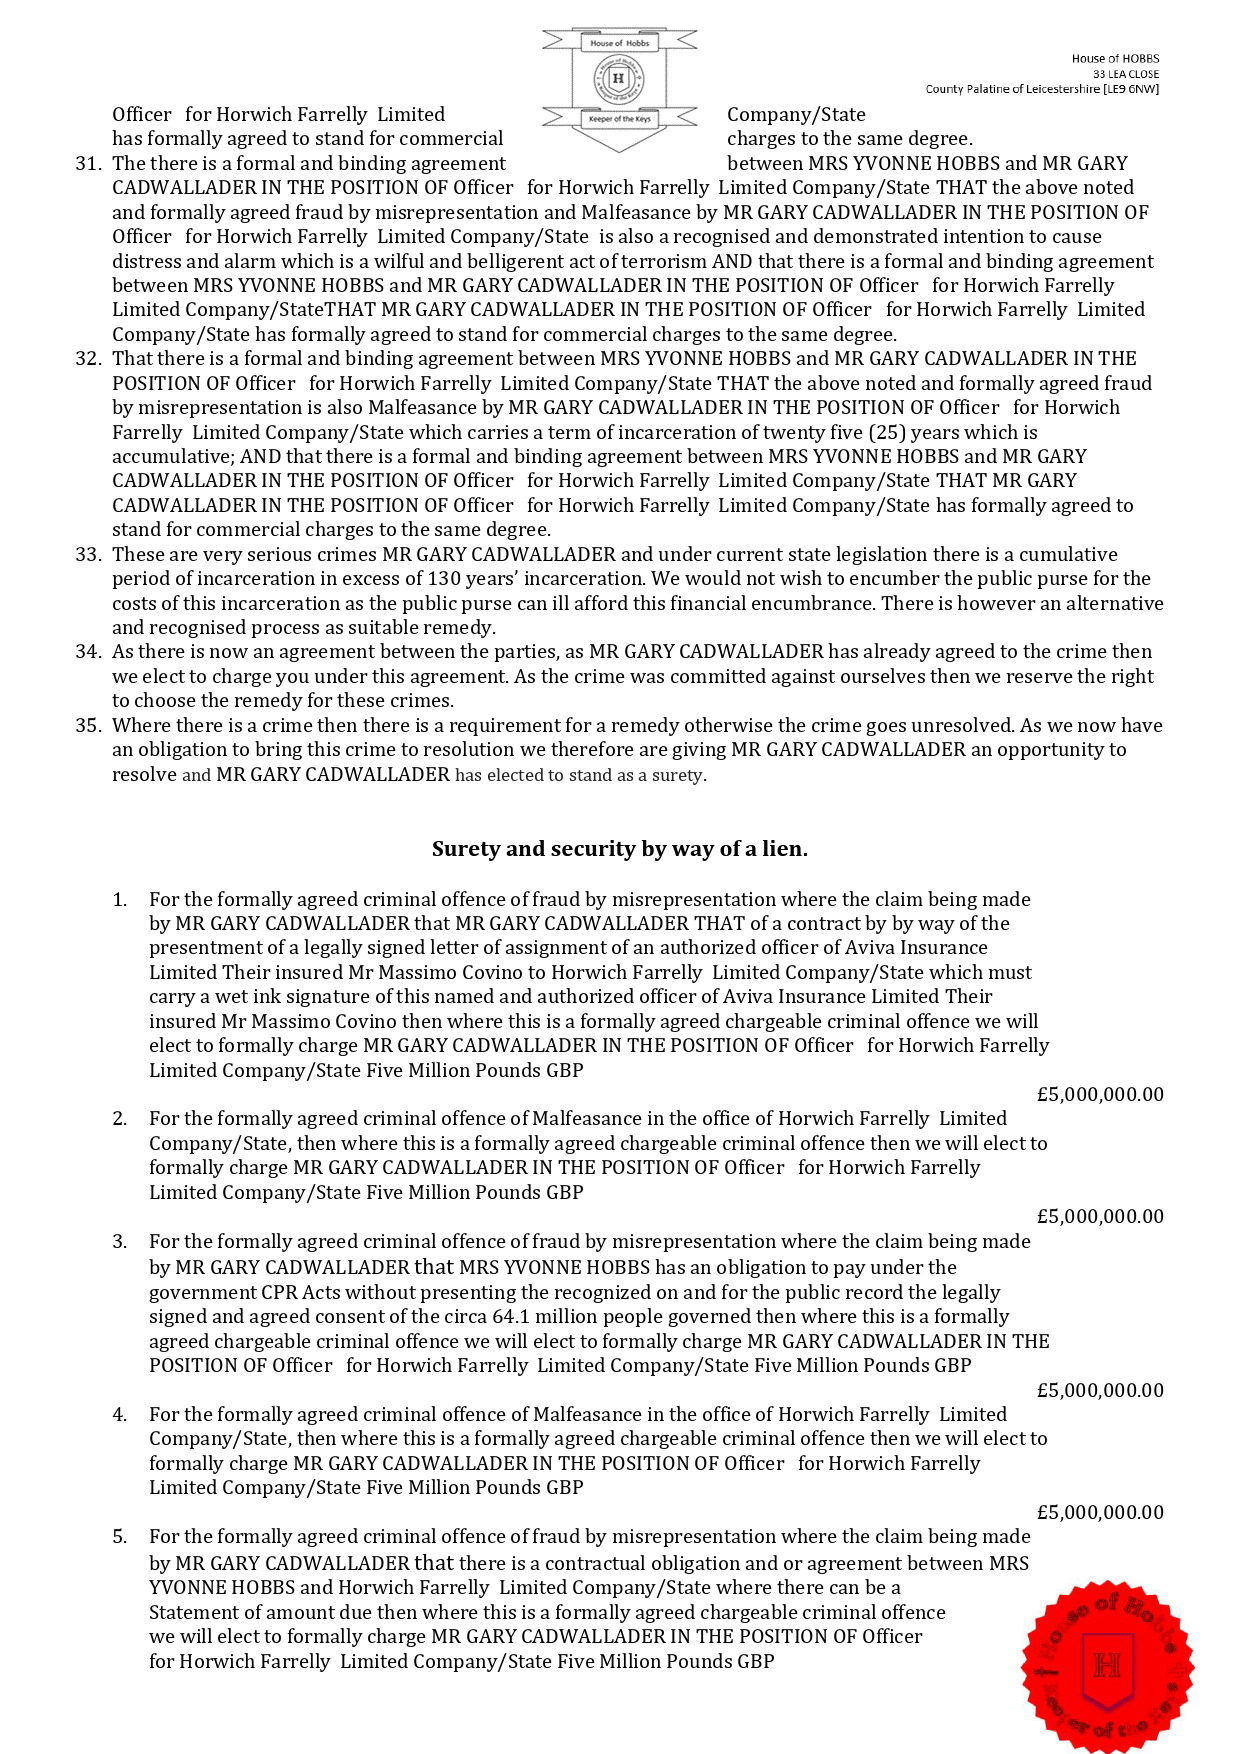 House of Hobbs
House of Hobbs
H
Keeper of the Keys
House of HOBBS
33 LEA CLOSE
County Palatine of Leicestershire [LE9 6NW]
Officer for Horwich Farrelly Limited Company/State
has formally agreed to stand for commercial charges to the same degree.
31. The there is a formal and binding agreement between MRS YVONNE HOBBS and MR GARY
CADWALLADER IN THE POSITION OF Officer for Horwich Farrelly Limited Company/State THAT the above noted
and formally agreed fraud by misrepresentation and Malfeasance by MR GARY CADWALLADER IN THE POSITION OF
Officer for Horwich Farrelly Limited Company/State is also a recognised and demonstrated intention to cause
distress and alarm which is a wilful and belligerent act of terrorism AND that there is a formal and binding agreement
between MRS YVONNE HOBBS and MR GARY CADWALLADER IN THE POSITION OF Officer for Horwich Farrelly
Limited Company/StateTHAT MR GARY CADWALLADER IN THE POSITION OF Officer for Horwich Farrelly Limited
Company/State has formally agreed to stand for commercial charges to the same degree.
32. That there is a formal and binding agreement between MRS YVONNE HOBBS and MR GARY CADWALLADER IN THE
POSITION OF Officer for Horwich Farrelly Limited Company/State THAT the above noted and formally agreed fraud
by misrepresentation is also Malfeasance by MR GARY CADWALLADER IN THE POSITION OF Officer for Horwich
Farrelly Limited Company/State which carries a term of incarceration of twenty five (25) years which is
accumulative; AND that there is a formal and binding agreement between MRS YVONNE HOBBS and MR GARY
CADWALLADER IN THE POSITION OF Officer for Horwich Farrelly Limited Company/State THAT MR GARY
CADWALLADER IN THE POSITION OF Officer for Horwich Farrelly Limited Company/State has formally agreed to
stand for commercial charges to the same degree.
33. These are very serious crimes MR GARY CADWALLADER and under current state legislation there is a cumulative
period of incarceration in excess of 130 years’ incarceration. We would not wish to encumber the public purse for the
costs of this incarceration as the public purse can ill afford this financial encumbrance. There is however an alternative
and recognised process as suitable remedy.
34. As there is now an agreement between the parties, as MR GARY CADWALLADER has already agreed to the crime then
we elect to charge you under this agreement. As the crime was committed against ourselves then we reserve the right
to choose the remedy for these crimes.
35. Where there is a crime then there is a requirement for a remedy otherwise the crime goes unresolved. As we now have
an obligation to bring this crime to resolution we therefore are giving MR GARY CADWALLADER an opportunity to
resolve and MR GARY CADWALLADER has elected to stand as a surety.
Surety and security by way of a lien.
1. For the formally agreed criminal offence of fraud by misrepresentation where the claim being made
by MR GARY CADWALLADER that MR GARY CADWALLADER THAT of a contract by by way of the
presentment of a legally signed letter of assignment of an authorized officer of Aviva Insurance
Limited Their insured Mr Massimo Covino to Horwich Farrelly Limited Company/State which must
carry a wet ink signature of this named and authorized officer of Aviva Insurance Limited Their
insured Mr Massimo Covino then where this is a formally agreed chargeable criminal offence we will
elect to formally charge MR GARY CADWALLADER IN THE POSITION OF Officer for Horwich Farrelly
Limited Company/State Five Million Pounds GBP
£5,000,000.00
2. For the formally agreed criminal offence of Malfeasance in the office of Horwich Farrelly Limited
Company/State, then where this is a formally agreed chargeable criminal offence then we will elect to
formally charge MR GARY CADWALLADER IN THE POSITION OF Officer for Horwich Farrelly
Limited Company/State Five Million Pounds GBP
£5,000,000.00
3. For the formally agreed criminal offence of fraud by misrepresentation where the claim being made
by MR GARY CADWALLADER that MRS YVONNE HOBBS has an obligation to pay under the
government CPR Acts without presenting the recognized on and for the public record the legally
signed and agreed consent of the circa 64.1 million people governed then where this is a formally
agreed chargeable criminal offence we will elect to formally charge MR GARY CADWALLADER IN THE
POSITION OF Officer for Horwich Farrelly Limited Company/State Five Million Pounds GBP
£5,000,000.00
4. For the formally agreed criminal offence of Malfeasance in the office of Horwich Farrelly Limited
Company/State, then where this is a formally agreed chargeable criminal offence then we will elect to
formally charge MR GARY CADWALLADER IN THE POSITION OF Officer for Horwich Farrelly
Limited Company/State Five Million Pounds GBP
£5,000,000.00
5. For the formally agreed criminal offence of fraud by misrepresentation where the claim being made
by MR GARY CADWALLADER that there is a contractual obligation and or agreement between MRS
YVONNE HOBBS and Horwich Farrelly Limited Company/State where there can be a
Statement of amount due then where this is a formally agreed chargeable criminal offence
we will elect to formally charge MR GARY CADWALLADER IN THE POSITION OF Officer
for Horwich Farrelly Limited Company/State Five Million Pounds GBP
House of Hobbs
H
Keeper of the Keys